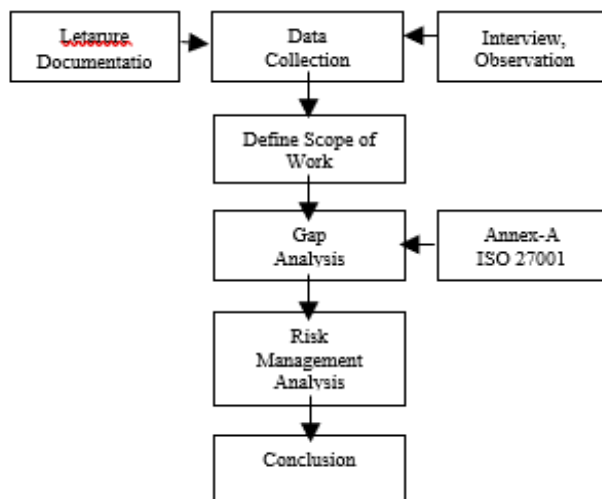 Letarure
Documentatio
Data
Collection
Interview,
Observation
Define Scope of
Work
Gap
Analysis
Annex-A
ISO 27001
Risk
Management
Analysis
Conclusion